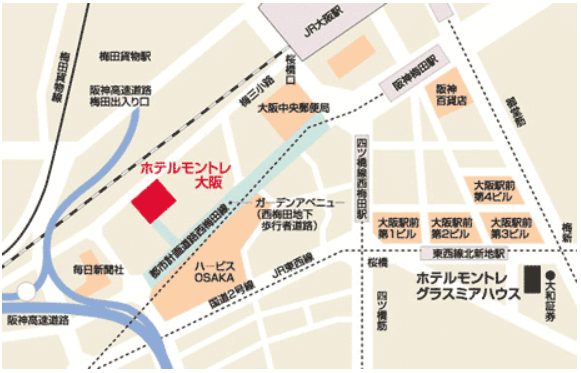 JR大阪駅
梅田貨物線
梅田貨物駅
阪神高速道路
梅田出入り口
梅三小路
桜橋口
大阪中央郵便局
阪神梅田駅
阪神
百貨店
御堂筋
ホテルモントレ
大阪
四ツ橋線西梅田駅
ガーデンアベニュー
(西梅田地下
歩行者道路)
都市計画道路西梅田線
大阪駅前
第4ビル
大阪駅前
第1ビル
大阪駅前
第2ビル
大阪駅前
第3ビル
梅新
毎日新聞社
ハービス
OSAKA
国道2号線
JR東西線
桜橋
東西線北新地駅
四ツ橋筋
ホテルモントレ
グラスミアハウス
大和証券
阪神高速道路